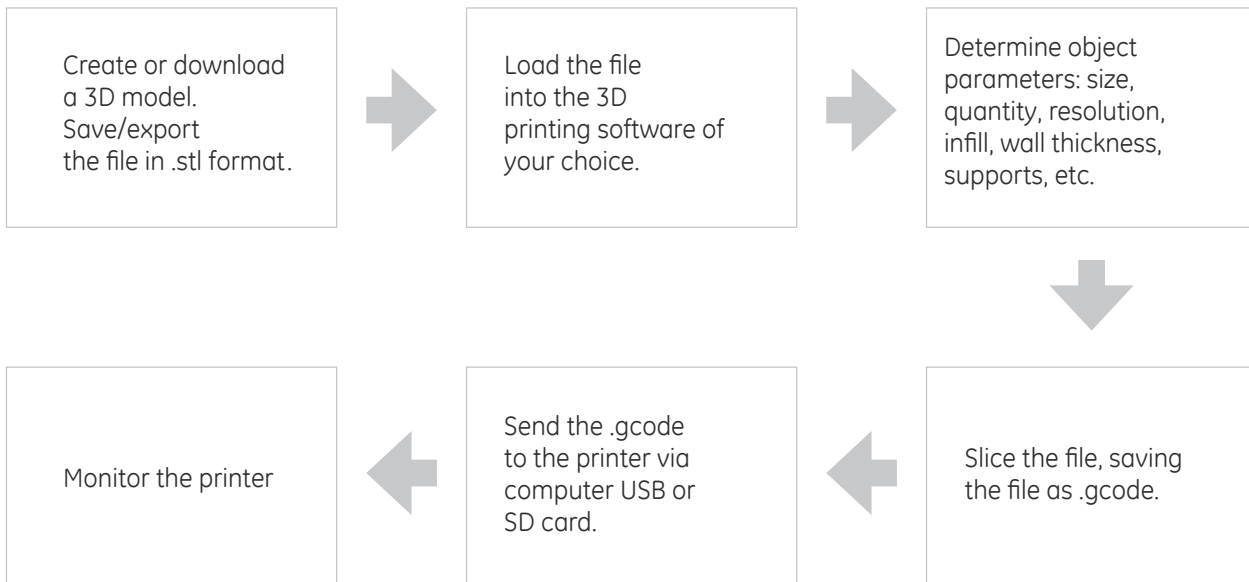 Create or download
a 3D model.
Save/export
the file in .stl format.
Load the file
into the 3D
printing software of
your choice.
Determine object
parameters: size,
quantity, resolution,
infill, wall thickness,
supports, etc.
Slice the file, saving
the file as .gcode.
Send the .gcode
to the printer via
computer USB or
SD card.
Monitor the printer